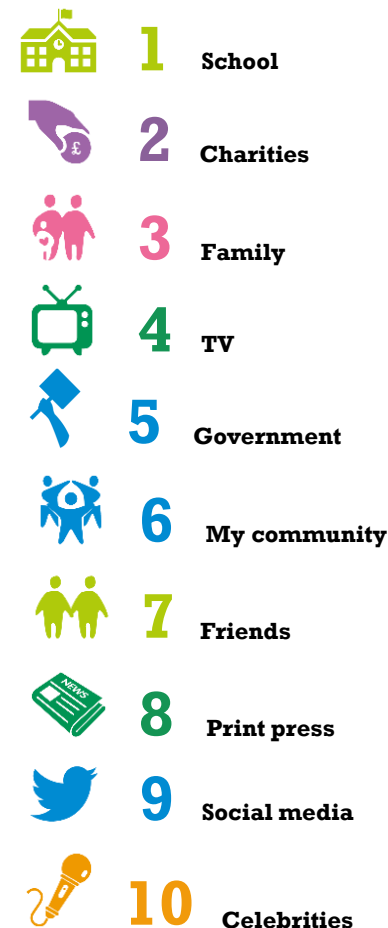 1 School
£
2 Charities
3 Family
4 TV
5 Government
6 My community
7 Friends
NEWS
8 Print press
9 Social media
10 Celebrities